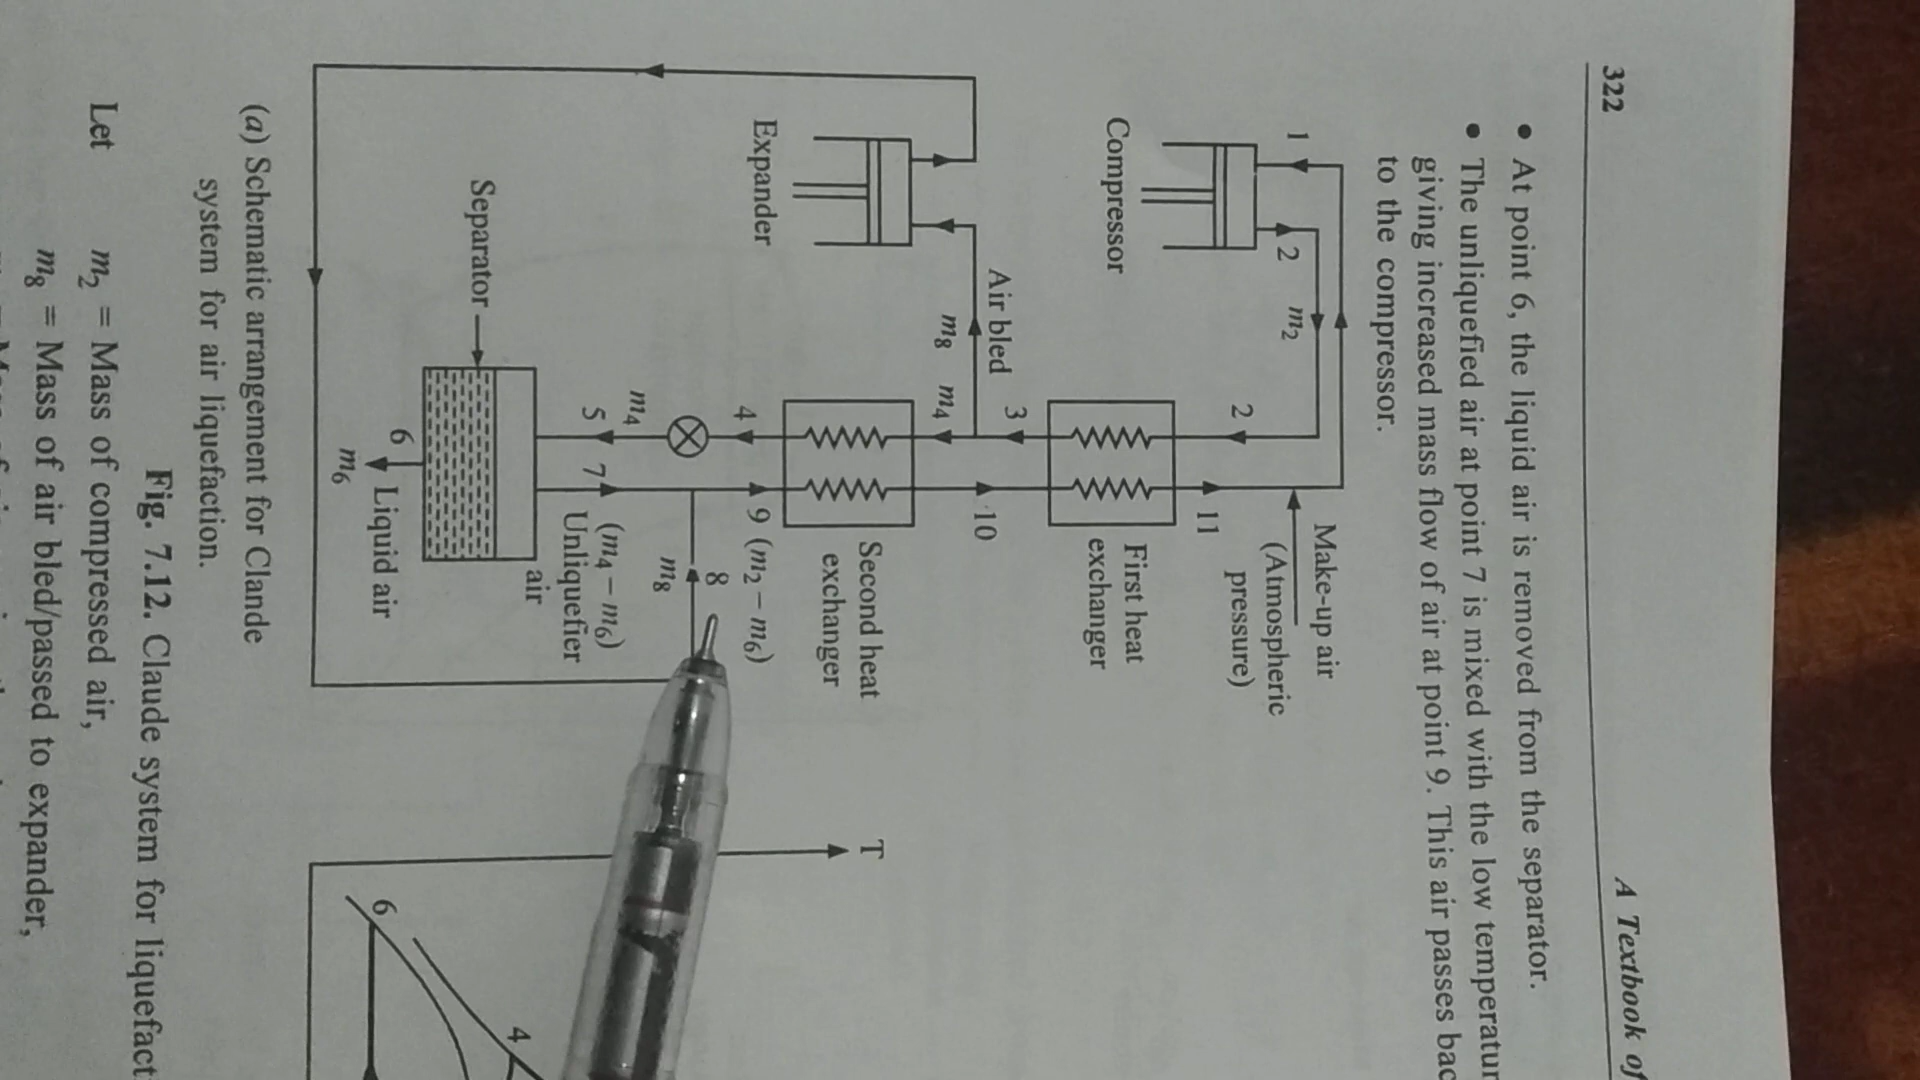 322
A Textbook of
• At point 6, the liquid air is removed from the separator.
• The unliquefied air at point 7 is mixed with the low
giving increased mass flow of air at point 9. This air passes
to the compressor.
1
2
m2
Compressor
2
Make-up air
(Atmospheric
pressure)
11
First heat
exchanger
3
10
Air bled
m8
m4
Expander
Second heat
exchanger
4
9 (m2 – m6)
8
m8
m4
5
7
(m4 – m6)
Unliquefier
air
Separator
6
Liquid air
m6
T
6
4
(a) Schematic arrangement for Clande
system for air liquefaction.
Fig. 7.12. Claude system for
Let m2 = Mass of compressed air,
m8 = Mass of air bled/passed to expander,